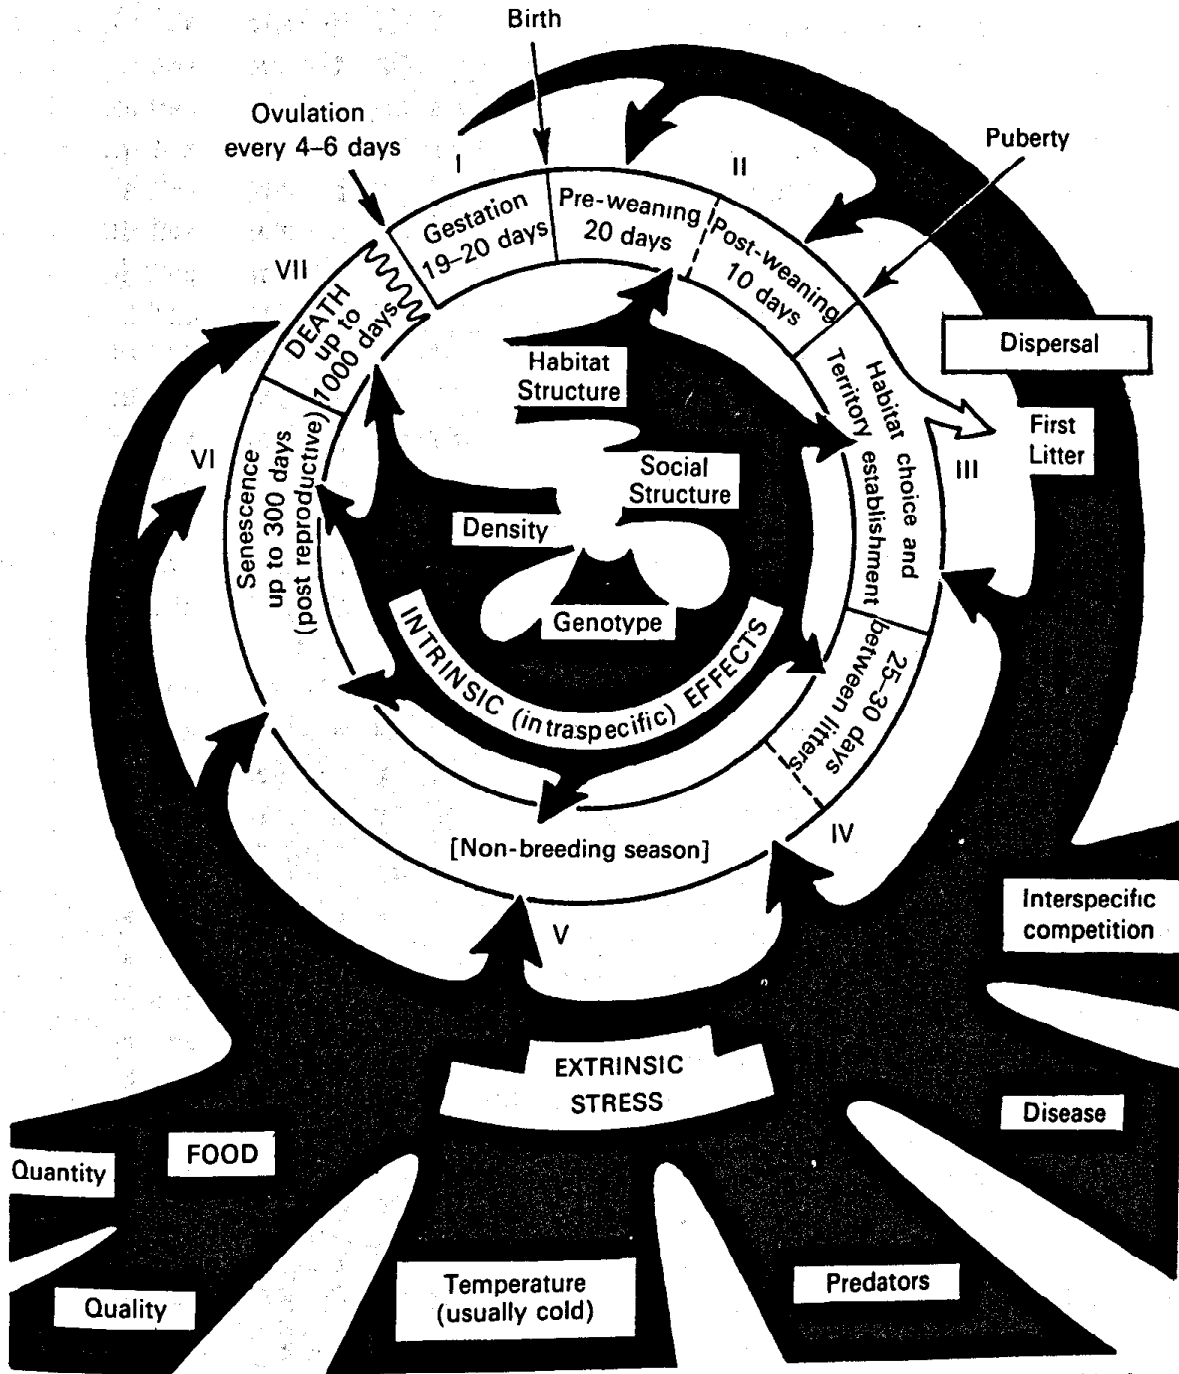 Birth
Ovulation
every 4–6 days
I
II
Puberty
Gestation
19–20 days
Pre-weaning
20 days
Post-weaning
10 days
VII
DEATH
up to
1000 days
Dispersal
Habitat
Structure
Habitat choice and
Territory establishment
First
Litter
III
VI
Senescence
up to 300 days
(post reproductive)
Social
Structure
Density
Genotype
INTRINSIC (intraspecific) EFFECTS
25–30 days
between litters
IV
[Non-breeding season]
V
Interspecific
competition
EXTRINSIC
STRESS
Disease
FOOD
Quantity
Quality
Temperature
(usually cold)
Predators